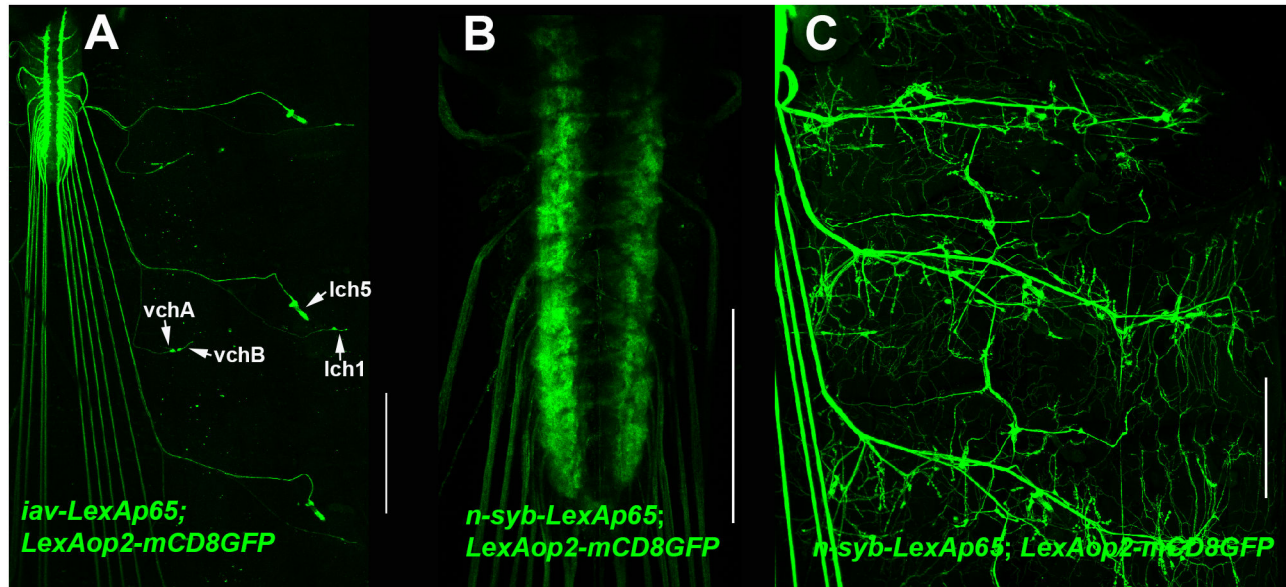 A
B
C
lch5
vchA
vchB
lch1
iav-LexAp65;
LexAop2-mCD8GFP
n-syb-LexAp65;
LexAop2-mCD8GFP
n-syb-LexAp65; LexAop2-mCD8GFP